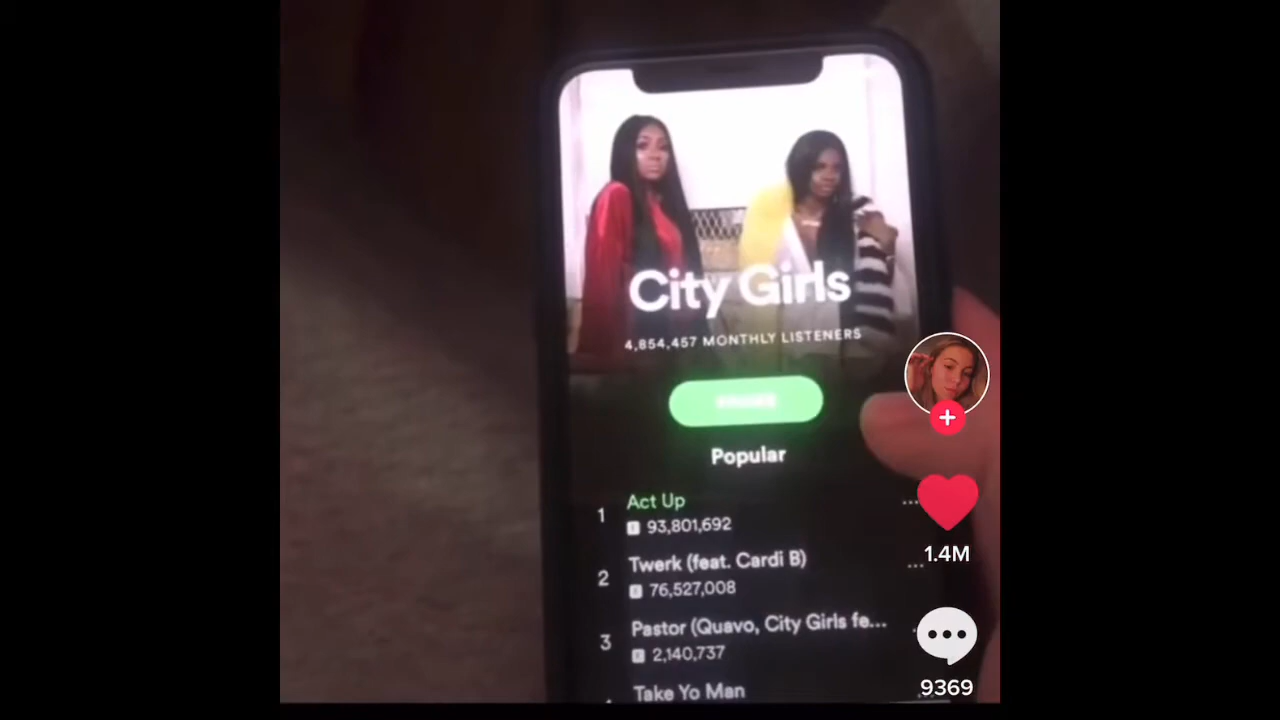 City Girls
4,854,457 MONTHLY LISTENERS
Popular
1
Act Up
E 93,801,692
...
2
Twerk (feat. Cardi B)
E 76,527,008
...
3
Pastor (Quavo, City Girls fe...
E 2,140,737
Take Yo Man
1.4M
9369